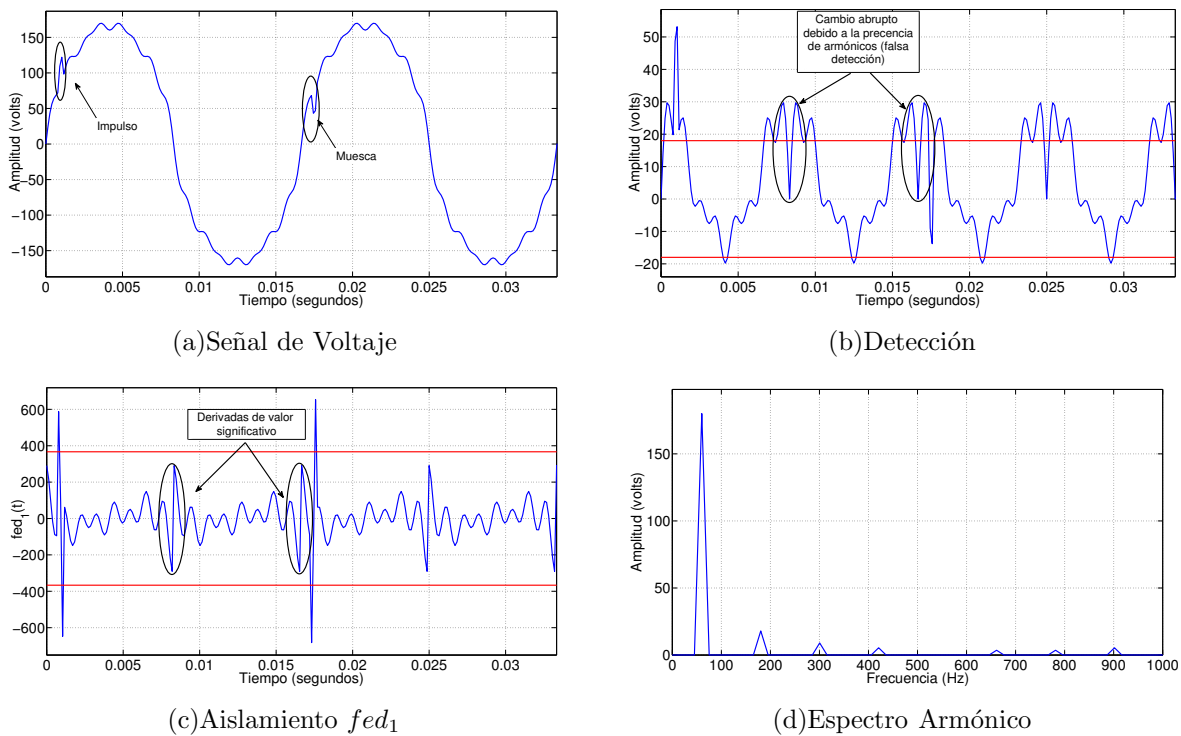 150
100
50
0
−50
−100
−150
Amplitud (volts)
Impulso
Muesca
0
0.005
0.01
0.015
0.02
0.025
0.03
Tiempo (segundos)
(a)Señal de Voltaje
50
40
30
20
10
0
−10
−20
Amplitud (volts)
Cambio abrupto
debido a la precencia
de armónicos (falsa
detección)
0
0.005
0.01
0.015
0.02
0.025
0.03
Tiempo (segundos)
(b)Detección
600
400
200
0
−200
−400
−600
fed1(t)
Derivadas de valor
significativo
0
0.005
0.01
0.015
0.02
0.025
0.03
Tiempo (segundos)
(c)Aislamiento fed1
150
100
50
0
Amplitud (volts)
0
100
200
300
400
500
600
700
800
900
1000
Frecuencia (Hz)
(d)Espectro Armónico